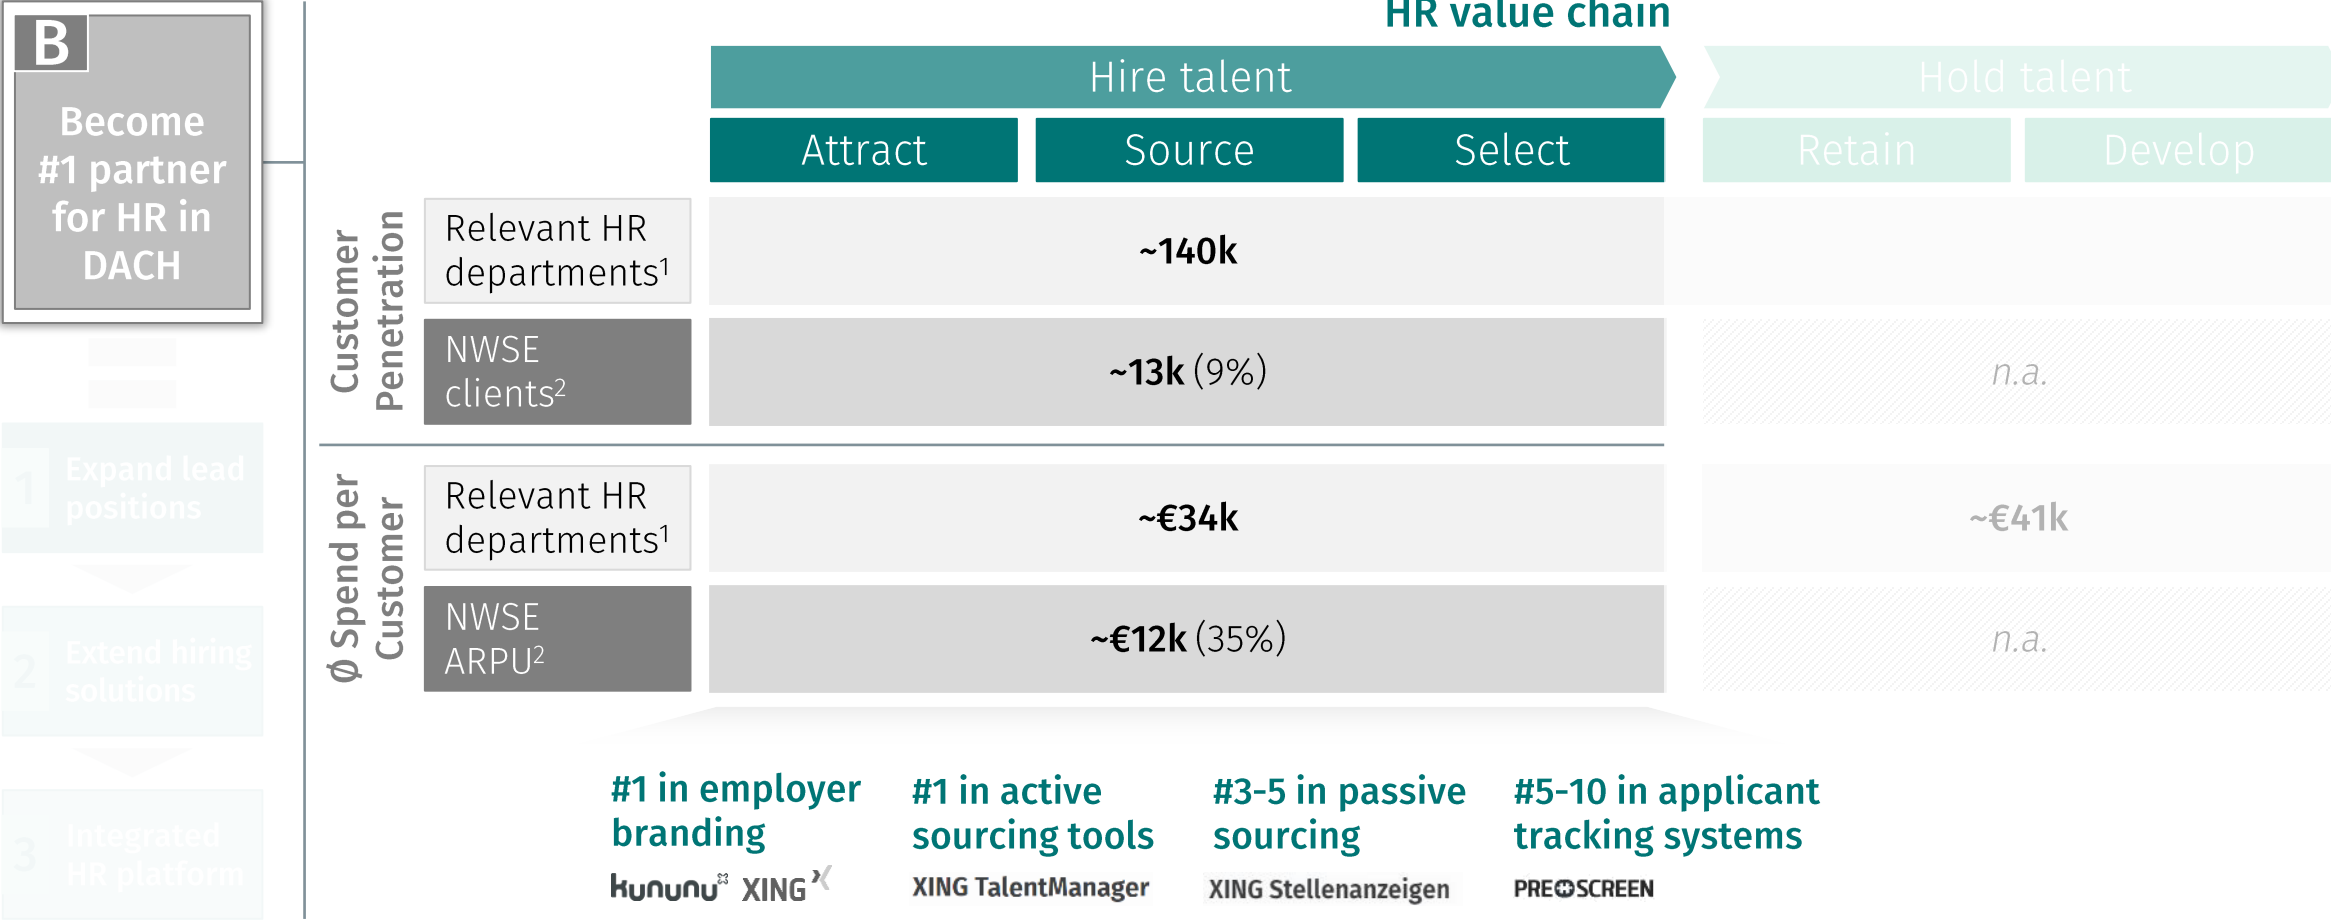 HR value chain
B
Become
#1 partner
for HR in
DACH
Hire talent
Hold talent
Attract
Source
Select
Retain
Develop
Customer
Penetration
Relevant HR
departments¹
~140k
NWSE
clients²
~13k (9%)
n.a.
1
Expand lead
positions
Ø Spend per
Customer
Relevant HR
departments¹
~€34k
~€41k
NWSE
ARPU²
~€12k (35%)
n.a.
2
Extend hiring
solutions
3
Integrated
HR platform
#1 in employer
branding
kununu XING
#1 in active
sourcing tools
XING TalentManager
#3-5 in passive
sourcing
XING Stellenanzeigen
#5-10 in applicant
tracking systems
PRESCREEN